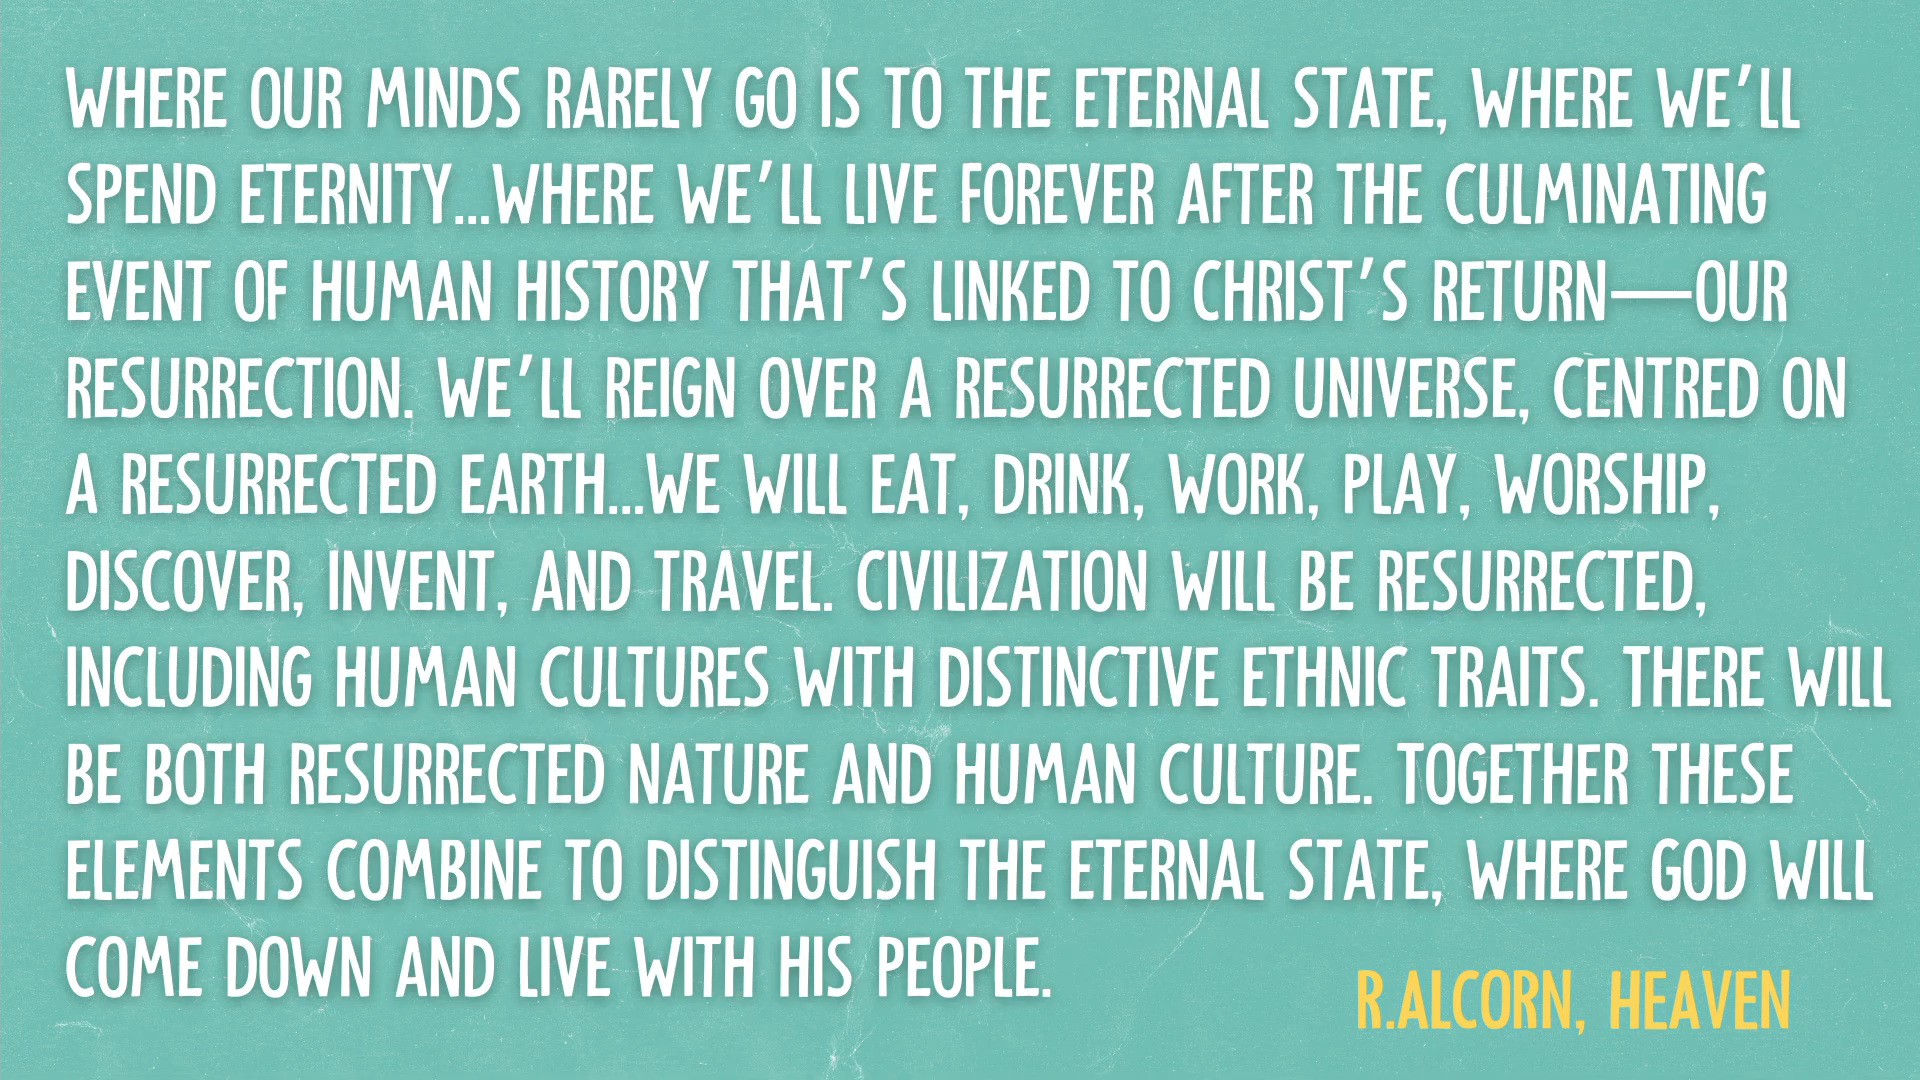 WHERE OUR MINDS RARELY GO IS TO THE ETERNAL STATE, WHERE WE'LL
SPEND ETERNITY...WHERE WE'LL LIVE FOREVER AFTER THE CULMINATING
EVENT OF HUMAN HISTORY THAT'S LINKED TO CHRIST'S RETURN—OUR
RESURRECTION. WE'LL REIGN OVER A RESURRECTED UNIVERSE, CENTRED ON
A RESURRECTED EARTH...WE WILL EAT, DRINK, WORK, PLAY, WORSHIP,
DISCOVER, INVENT, AND TRAVEL. CIVILIZATION WILL BE RESURRECTED,
INCLUDING HUMAN CULTURES WITH DISTINCTIVE ETHNIC TRAITS. THERE WILL
BE BOTH RESURRECTED NATURE AND HUMAN CULTURE. TOGETHER THESE
ELEMENTS COMBINE TO DISTINGUISH THE ETERNAL STATE, WHERE GOD WILL
COME DOWN AND LIVE WITH HIS PEOPLE.
R.ALCORN, HEAVEN